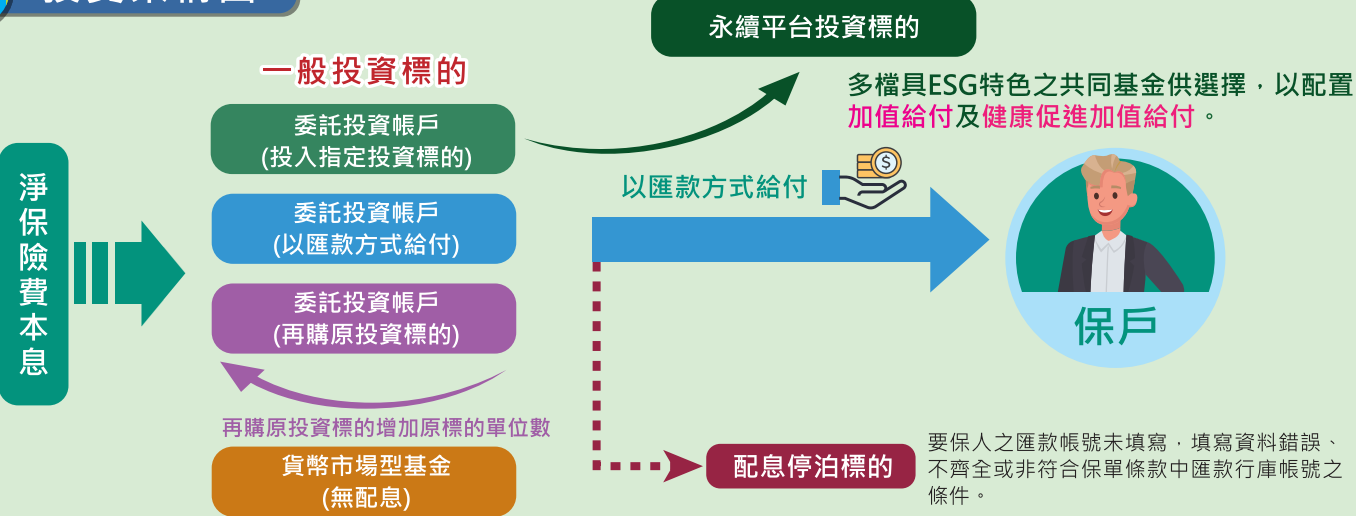 永續平台投資標的
一般投資標的
多檔具ESG特色之共同基金供選擇，以配置
加值給付及健康促進加值給付。
委託投資帳戶
(投入指定投資標的)
以匯款方式給付
淨保險費本息
委託投資帳戶
(以匯款方式給付)
委託投資帳戶
(再購原投資標的)
保戶
再購原投資標的增加原標的單位數
貨幣市場型基金
(無配息)
配息停泊標的
要保人之匯款帳號未填寫，填寫資料錯誤、
不齊全或非符合保單條款中匯款行庫帳號之
條件。